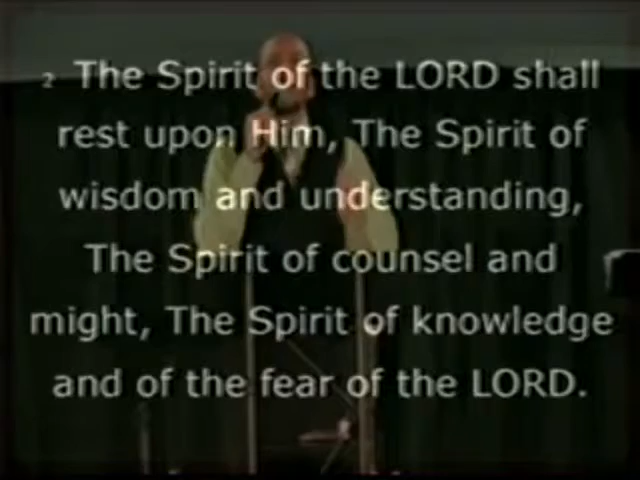 2 The Spirit of the LORD shall
rest upon Him, The Spirit of
wisdom and understanding,
The Spirit of counsel and
might, The Spirit of knowledge
and of the fear of the LORD.